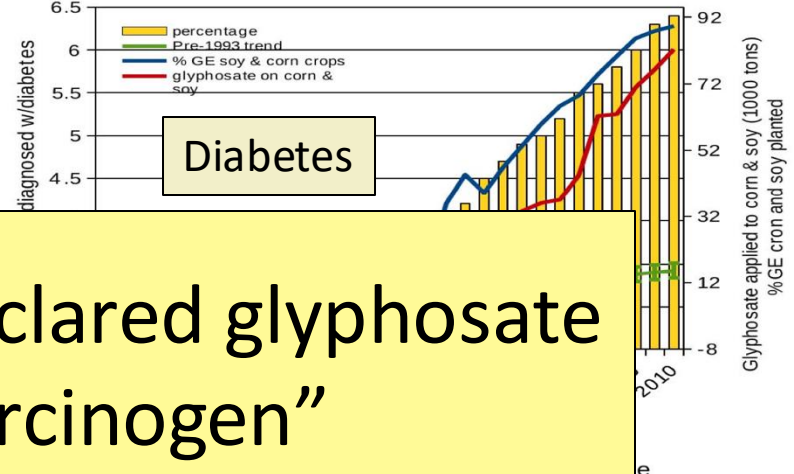 6.5
6
5.5
5
4.5
diagnosed w/diabetes
percentage
Pre-1993 trend
% GE soy & corn crops
glyphosate on corn &
soy
Diabetes
92
72
52
32
12
-8
Glyphosate applied to corn & soy (1000 tons)
%GE cron and soy planted
2010
clared glyphosate
rcinogen”
e